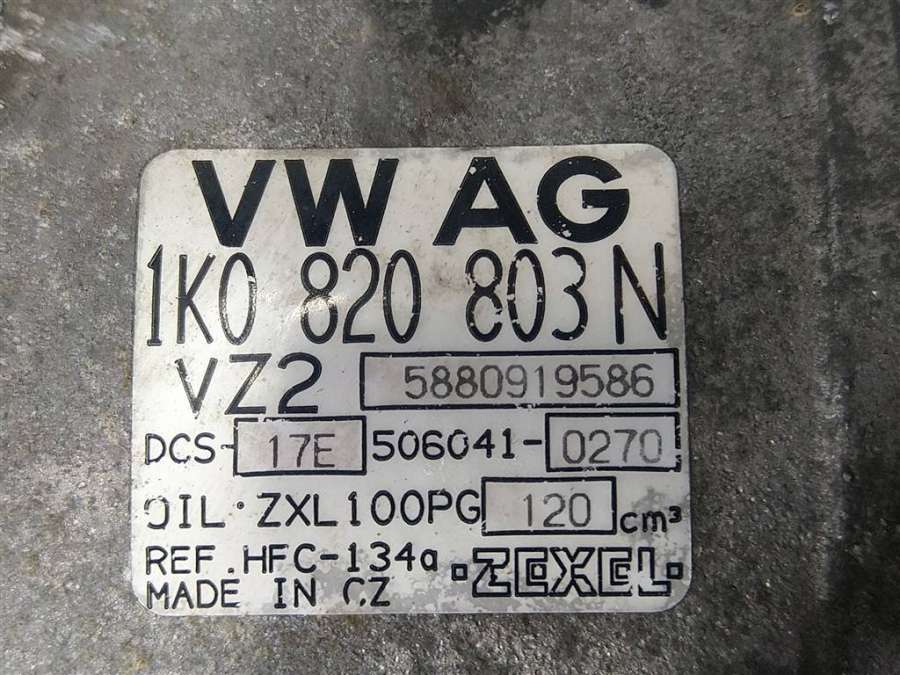 VW AG
1K0 820 803 N
VZ2 5880919586
DCS-17E 506041-0270
OIL·ZXL100PG 120 cm³
REF.HFC-134a ·ZEXEL·
MADE IN CZ